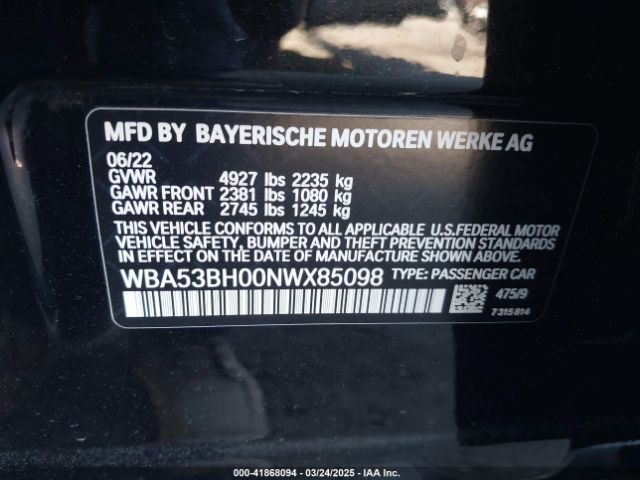 MFD BY BAYERISCHE MOTOREN WERKE AG
06/22
GVWR 4927 lbs 2235 kg
GAWR FRONT 2381 lbs 1080 kg
GAWR REAR 2745 lbs 1245 kg
THIS VEHICLE CONFORMS TO ALL APPLICABLE U.S.FEDERAL MOTOR
VEHICLE SAFETY, BUMPER, AND THEFT PREVENTION STANDARDS
IN EFFECT ON THE DATE OF MANUFACTURE SHOWN ABOVE.
WBA53BH00NWX85098 TYPE: PASSENGER CAR
475/9
7315814
000-41868094 - 03/24/2025 - IAA Inc.